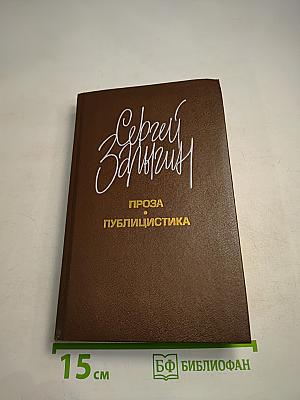 Сергей
Залыгин
ПРОЗА
•
ПУБЛИЦИСТИКА
15 см
БФ БИБЛИОФАН